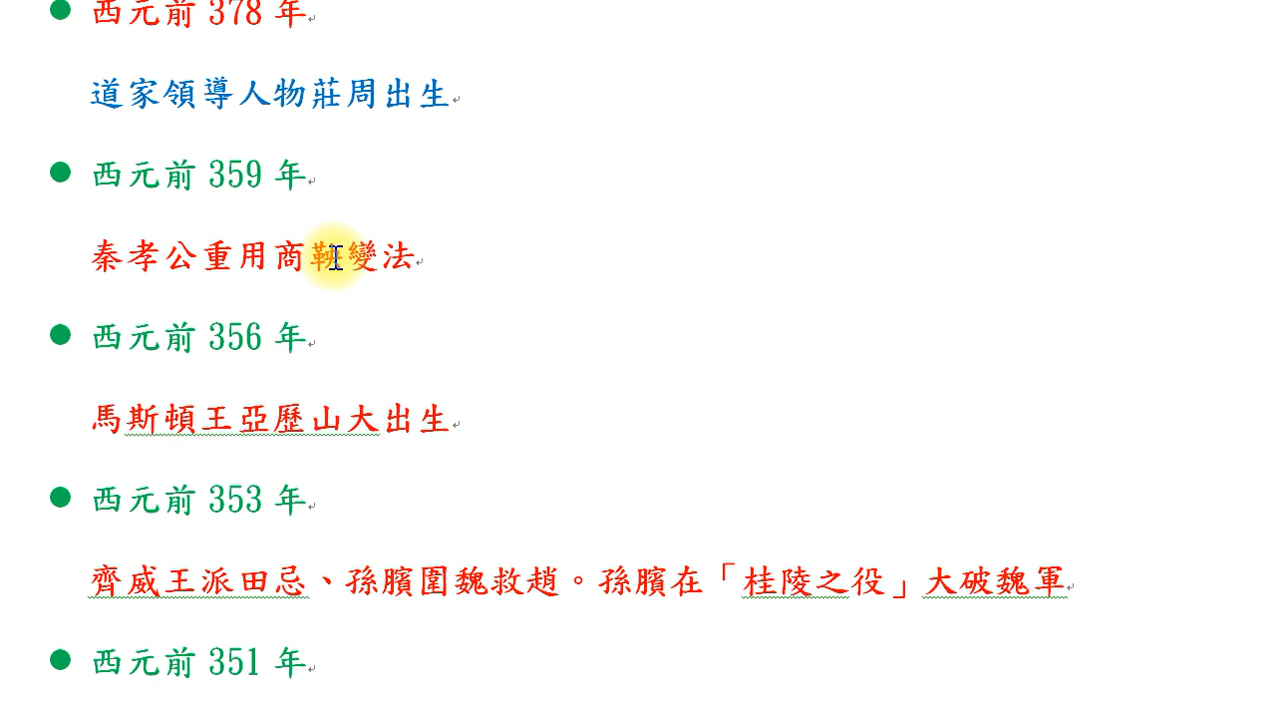 西元前 378 年
道家領導人物莊周出生
西元前 359 年
秦孝公重用商鞅變法
西元前 356 年
馬斯頓王亞歷山大出生
西元前 353 年
齊威王派田忌、孫臏圍魏救趙。孫臏在「桂陵之役」大破魏軍
西元前 351 年